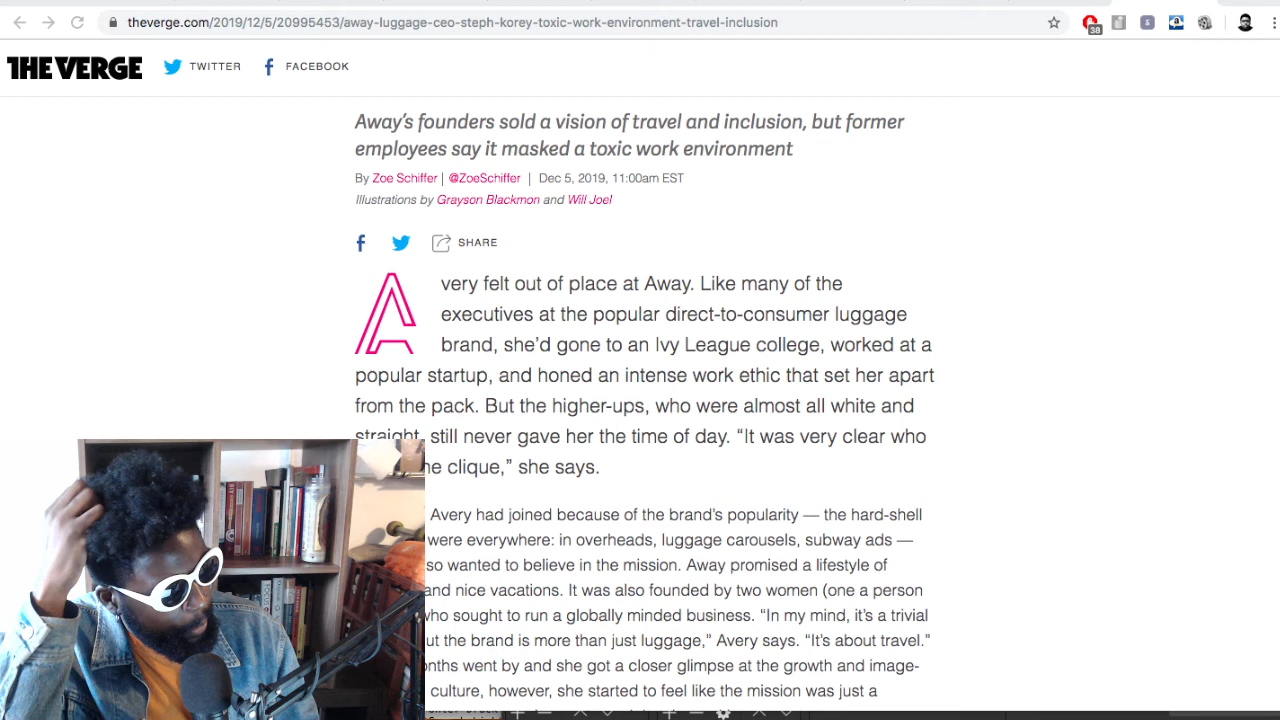 theverge.com/2019/12/5/20995453/away-luggage-ceo-steph-korey-toxic-work-environment-travel-inclusion
38
THE VERGE TWITTER FACEBOOK
Away's founders sold a vision of travel and inclusion, but former
employees say it masked a toxic work environment
By Zoe Schiffer | @ZoeSchiffer | Dec 5, 2019, 11:00am EST
Illustrations by Grayson Blackmon and Will Joel
SHARE
Avery felt out of place at Away. Like many of the
executives at the popular direct-to-consumer luggage
brand, she'd gone to an Ivy League college, worked at a
popular startup, and honed an intense work ethic that set her apart
from the pack. But the higher-ups, who were almost all white and
straight, still never gave her the time of day. “It was very clear who
he clique,” she says.
Avery had joined because of the brand's popularity — the hard-shell
were everywhere: in overheads, luggage carousels, subway ads —
so wanted to believe in the mission. Away promised a lifestyle of
and nice vacations. It was also founded by two women (one a person
who sought to run a globally minded business. “In my mind, it's a trivial
ut the brand is more than just luggage,” Avery says. “It's about travel.”
nths went by and she got a closer glimpse at the growth and image-
culture, however, she started to feel like the mission was just a